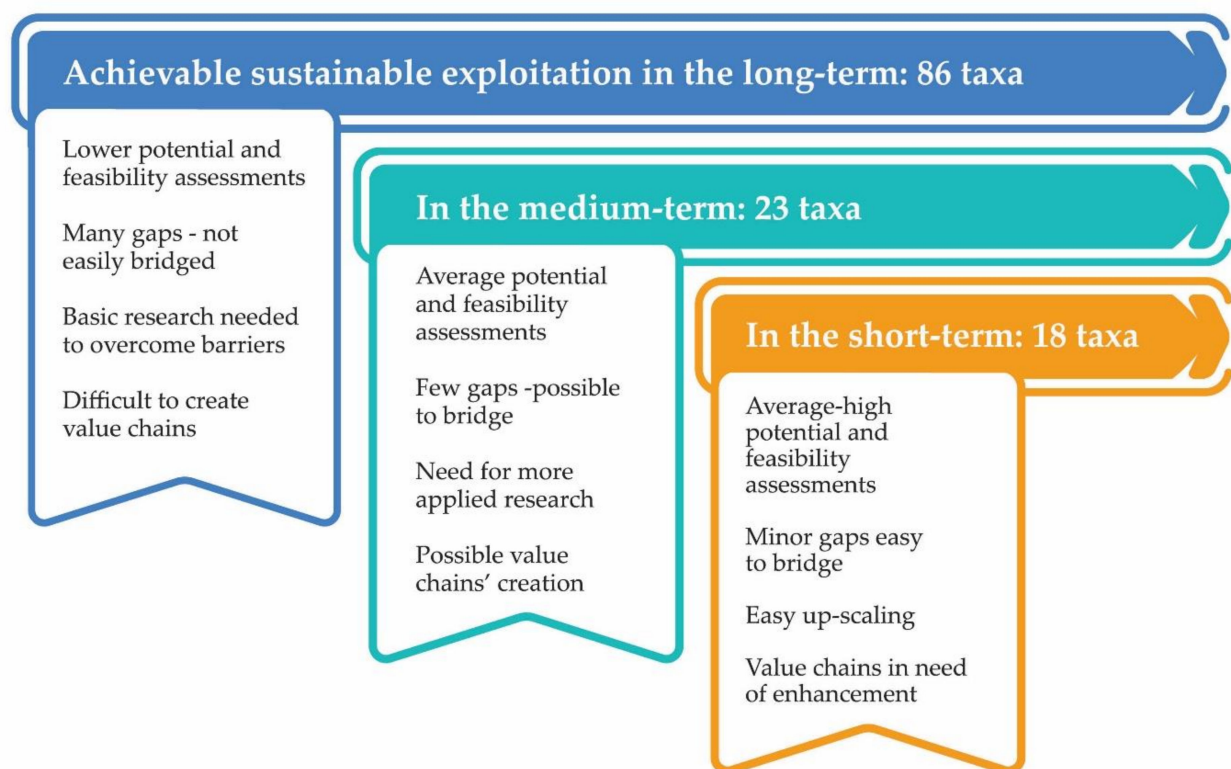 Achievable sustainable exploitation in the long-term: 86 taxa
Lower potential and
feasibility assessments
Many gaps - not
easily bridged
Basic research needed
to overcome barriers
Difficult to create
value chains
In the medium-term: 23 taxa
Average potential
and feasibility
assessments
Few gaps -possible
to bridge
Need for more
applied research
Possible value
chains’ creation
In the short-term: 18 taxa
Average-high
potential and
feasibility
assessments
Minor gaps easy
to bridge
Easy up-scaling
Value chains in need
of enhancement